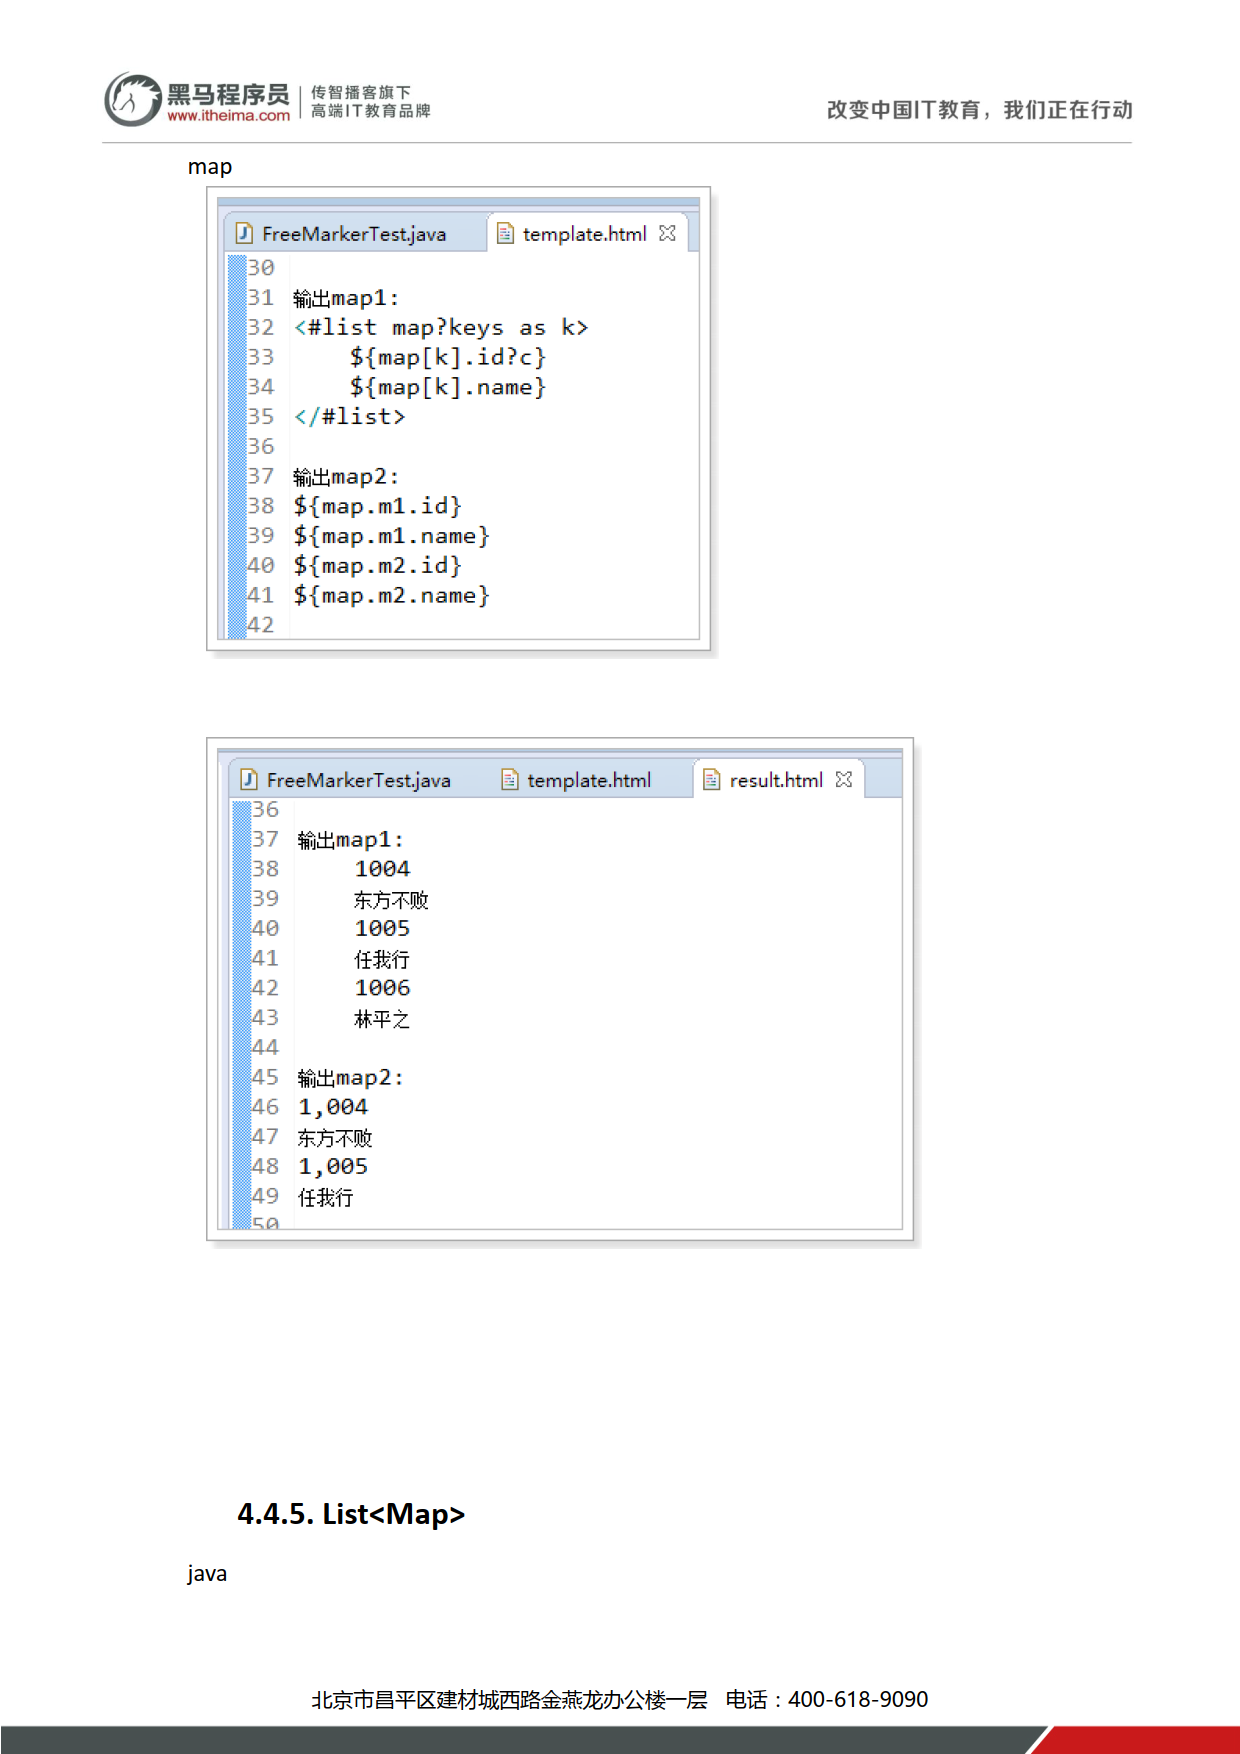 黑马程序员
www.itheima.com
传智播客旗下
高端IT教育品牌
改变中国IT教育，我们正在行动
map
FreeMarkerTest.java template.html
30
31 输出map1:
32 <#list map?keys as k>
33     ${map[k].id?c}
34     ${map[k].name}
35 </#list>
36
37 输出map2:
38 ${map.m1.id}
39 ${map.m1.name}
40 ${map.m2.id}
41 ${map.m2.name}
42
FreeMarkerTest.java template.html result.html
36
37 输出map1:
38     1004
39     东方不败
40     1005
41     任我行
42     1006
43     林平之
44
45 输出map2:
46 1,004
47 东方不败
48 1,005
49 任我行
50
4.4.5. List<Map>
java
北京市昌平区建材城西路金燕龙办公楼一层 电话：400-618-9090